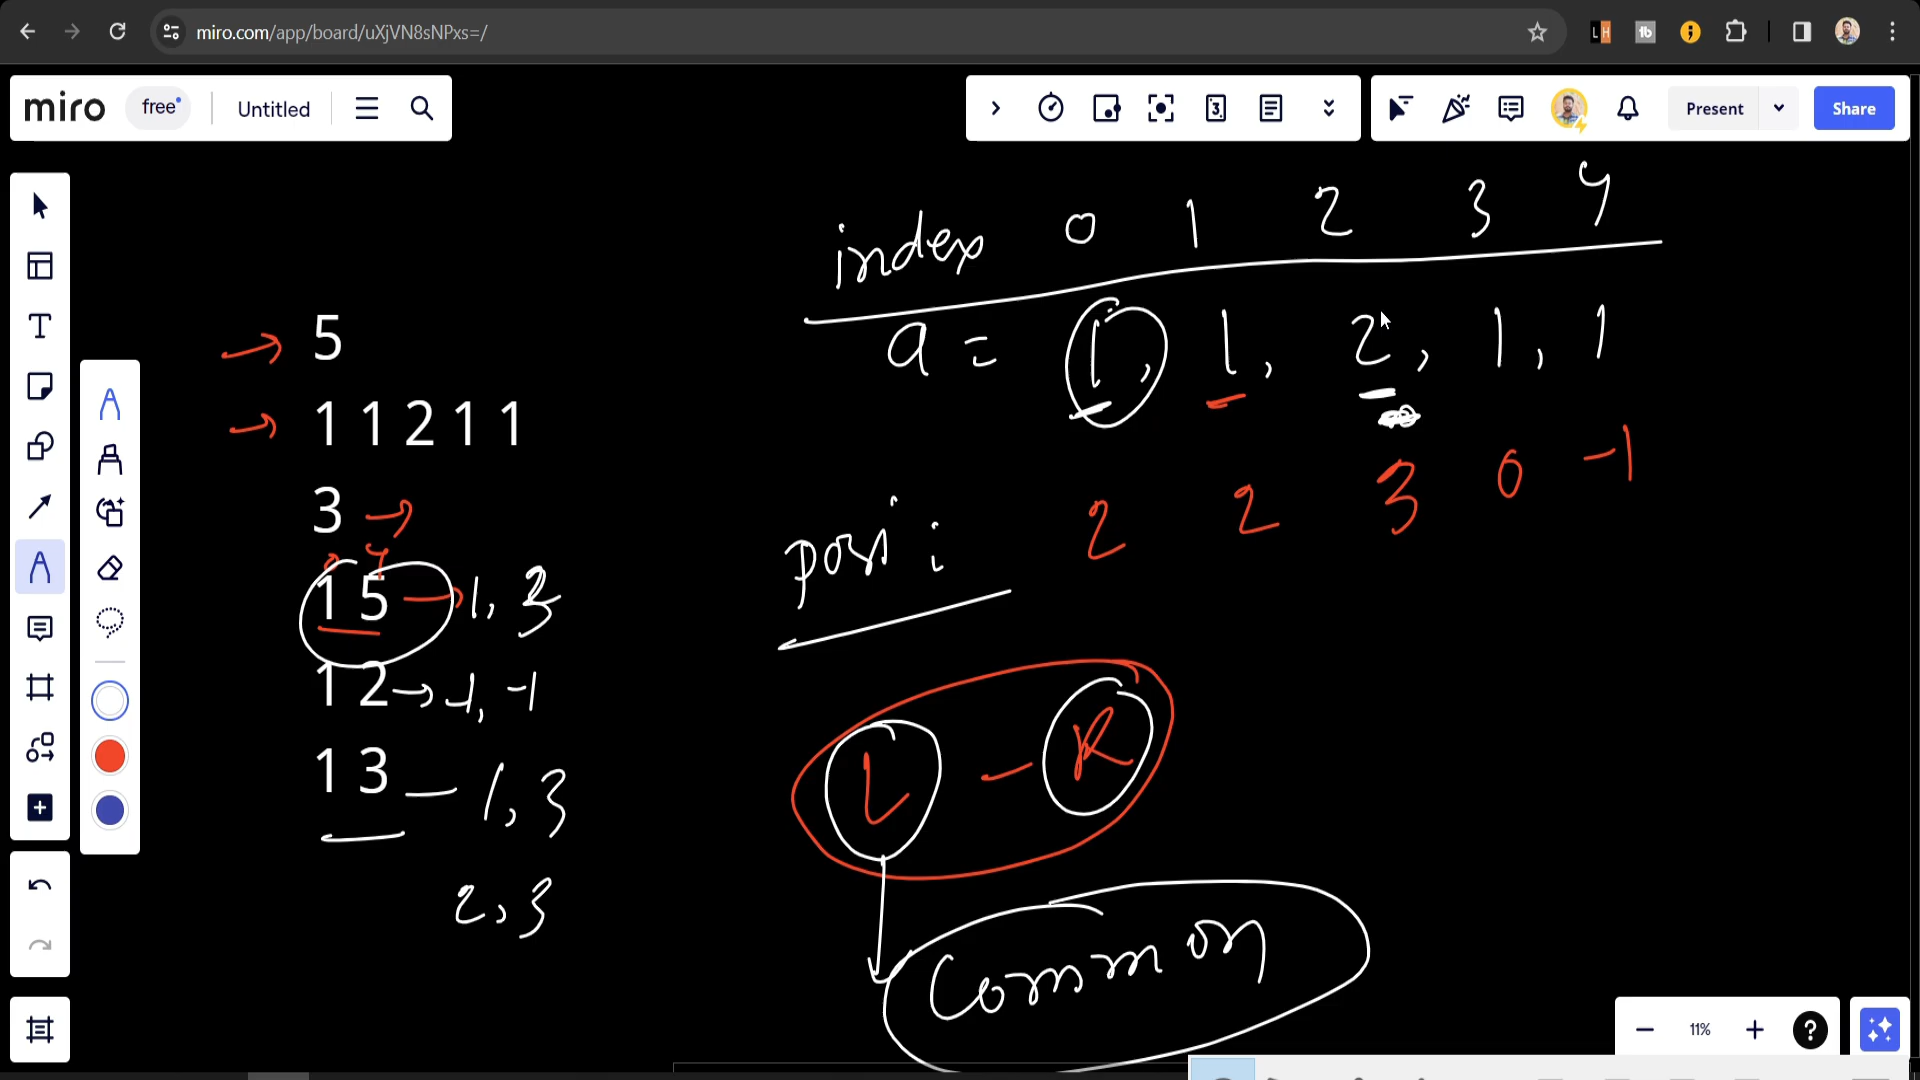 miro.com/app/board/uXjVN8sNPxs=/
miro free Untitled
3
Present
Share
index 0 1 2 3 4
a = 1, 1, 2, 1, 1
posi : 2 2 3 0 -1
5
1 1 2 1 1
3
4
1 5 1, 3
1 2 -1, -1
1 3 1, 3
2, 3
L - R
Common
11%